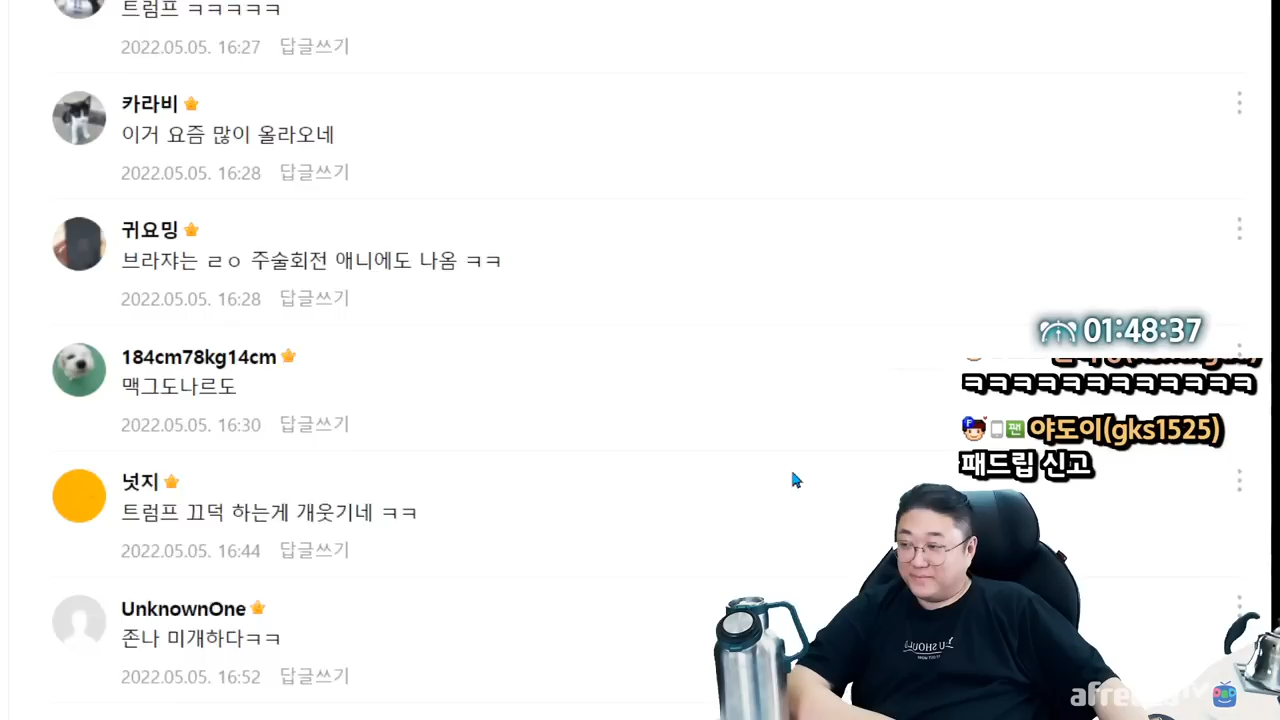 트럼프 ㅋㅋㅋㅋㅋ
2022.05.05. 16:27 답글쓰기
카라비
이거 요즘 많이 올라오네
2022.05.05. 16:28 답글쓰기
귀요밍
브라쟈는 ㄹㅇ 주술회전 애니에도 나옴 ㅋㅋ
2022.05.05. 16:28 답글쓰기
184cm78kg14cm
맥그도나르도
2022.05.05. 16:30 답글쓰기
넛지
트럼프 끄덕 하는게 개웃기네 ㅋㅋ
2022.05.05. 16:44 답글쓰기
UnknownOne
존나 미개하다ㅋㅋ
2022.05.05. 16:52 답글쓰기
01:48:37
ㅋㅋㅋㅋㅋㅋㅋㅋㅋㅋㅋㅋ
팬 야도이(gks1525)
패드립 신고